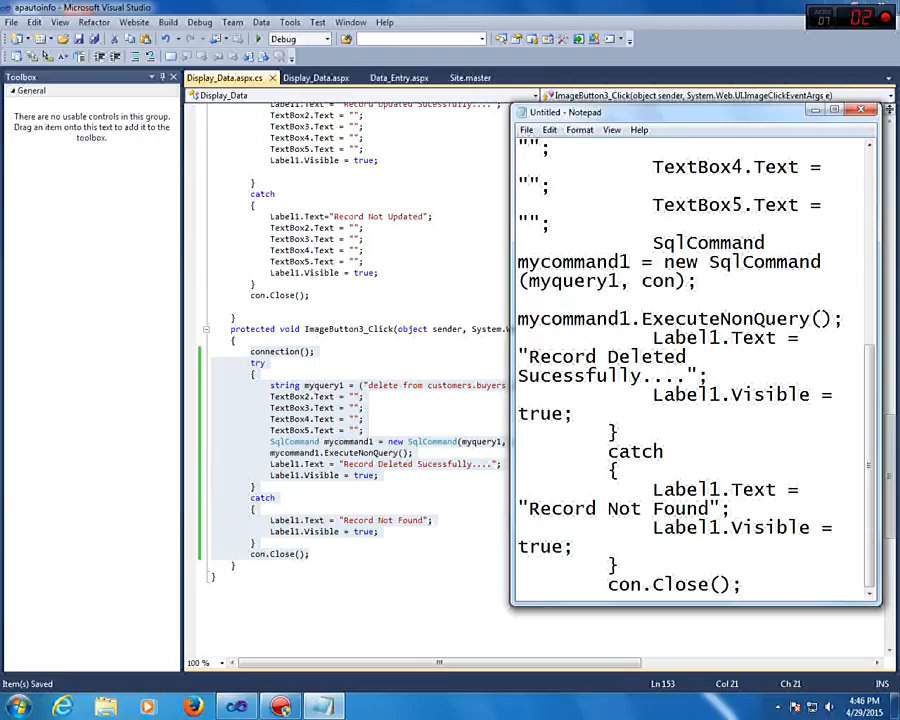 apautoinfo - Microsoft Visual Studio
File Edit View Refactor Website Build Debug Team Data Tools Test Window Help
02
07
Debug
Toolbox
General
There are no usable controls in this group.
Drag an item onto this text to add it to the
toolbox.
Display_Data.aspx.cs Display_Data.aspx Data_Entry.aspx Site.master
Display_Data
ImageButton3_Click(object sender, System.Web.UI.ImageClickEventArgs e)
Label1.Text = "Record Updated Sucessfully....";
TextBox2.Text = "";
TextBox3.Text = "";
TextBox4.Text = "";
TextBox5.Text = "";
Label1.Visible = true;
}
catch
{
Label1.Text="Record Not Updated";
TextBox2.Text = "";
TextBox3.Text = "";
TextBox4.Text = "";
TextBox5.Text = "";
Label1.Visible = true;
}
con.Close();
}
protected void ImageButton3_Click(object sender, System.W
{
connection();
try
{
string myquery1 = ("delete from customers.buyers
TextBox2.Text = "";
TextBox3.Text = "";
TextBox4.Text = "";
TextBox5.Text = "";
SqlCommand mycommand1 = new SqlCommand(myquery1,
mycommand1.ExecuteNonQuery();
Label1.Text = "Record Deleted Sucessfully....";
Label1.Visible = true;
}
catch
{
Label1.Text = "Record Not Found";
Label1.Visible = true;
}
con.Close();
}
}
100 %
Untitled - Notepad
File Edit Format View Help
"";
TextBox4.Text =
"";
TextBox5.Text =
"";
SqlCommand
mycommand1 = new SqlCommand
(myquery1, con);
mycommand1.ExecuteNonQuery();
Label1.Text =
"Record Deleted
Sucessfully....";
Label1.Visible =
true;
}
catch
{
Label1.Text =
"Record Not Found";
Label1.Visible =
true;
}
con.Close();
Item(s) Saved
Ln 153 Col 21 Ch 21 INS
4:46 PM
4/29/2015